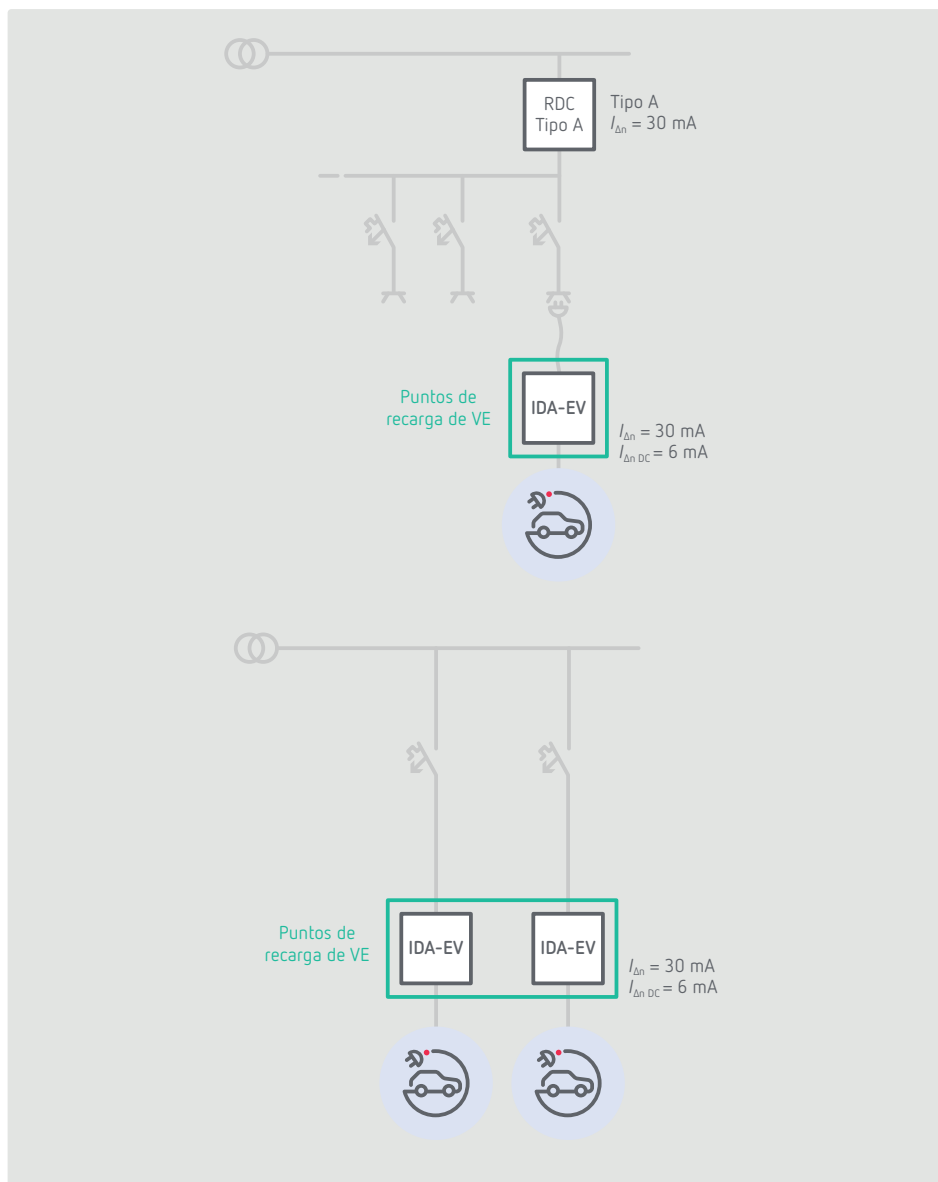 RDC
Tipo A
Tipo A
IΔn = 30 mA
Puntos de
recarga de VE
IDA-EV
IΔn = 30 mA
IΔn DC = 6 mA
Puntos de
recarga de VE
IDA-EV
IDA-EV
IΔn = 30 mA
IΔn DC = 6 mA